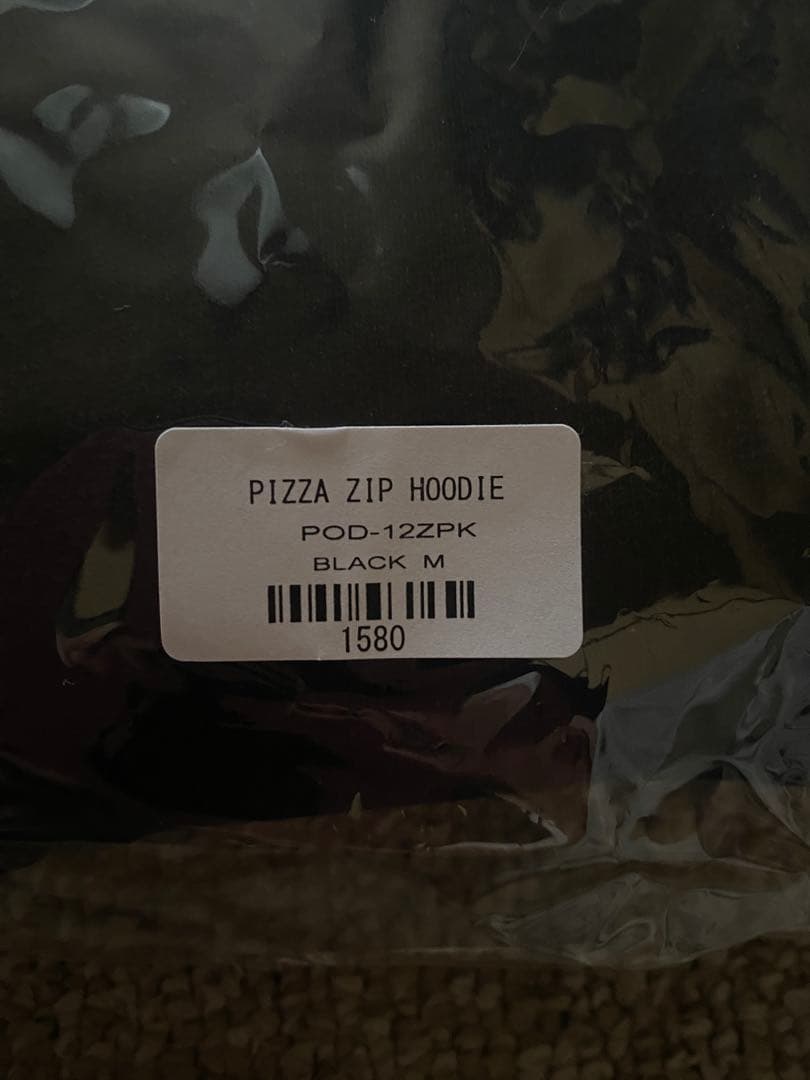 PIZZA ZIP HOODIE
POD-12ZPK
BLACK M
1580